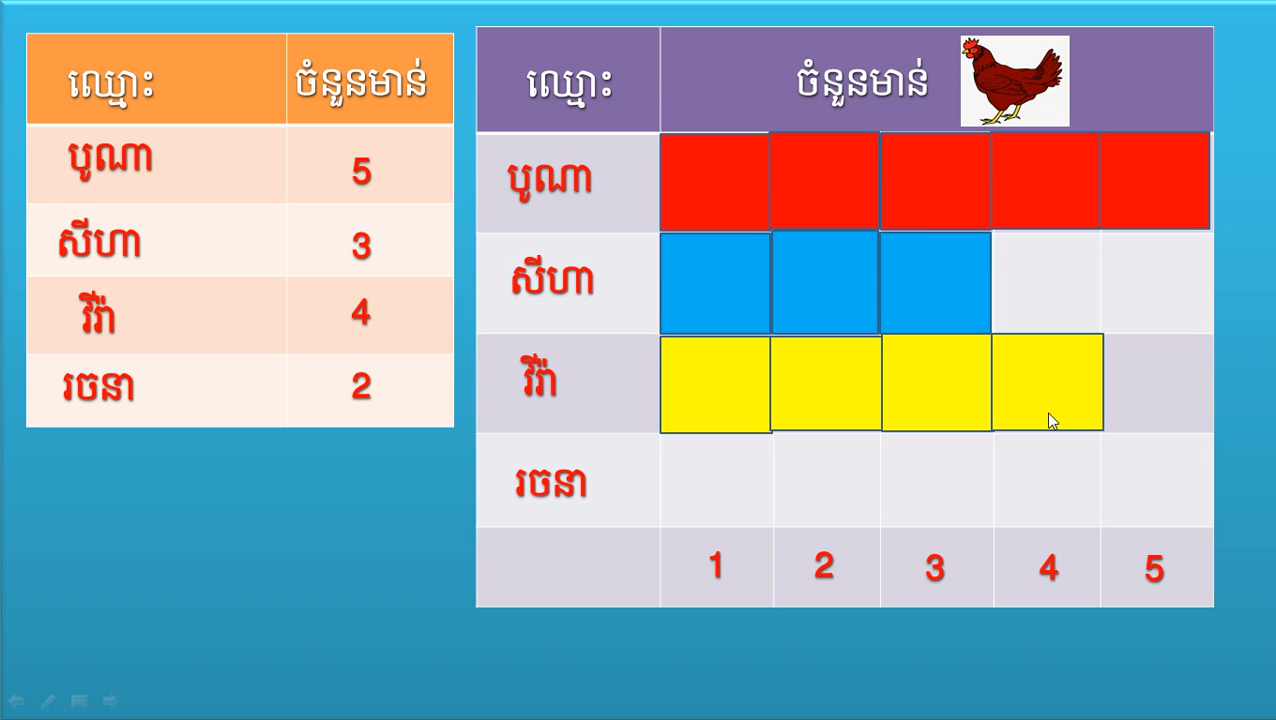 ឈ្មោះ ចំនួនមាន់
បូណា 5
សីហា 3
វីរ៉ា 4
រចនា 2
ឈ្មោះ ចំនួនមាន់
បូណា
សីហា
វីរ៉ា
រចនា
1 2 3 4 5